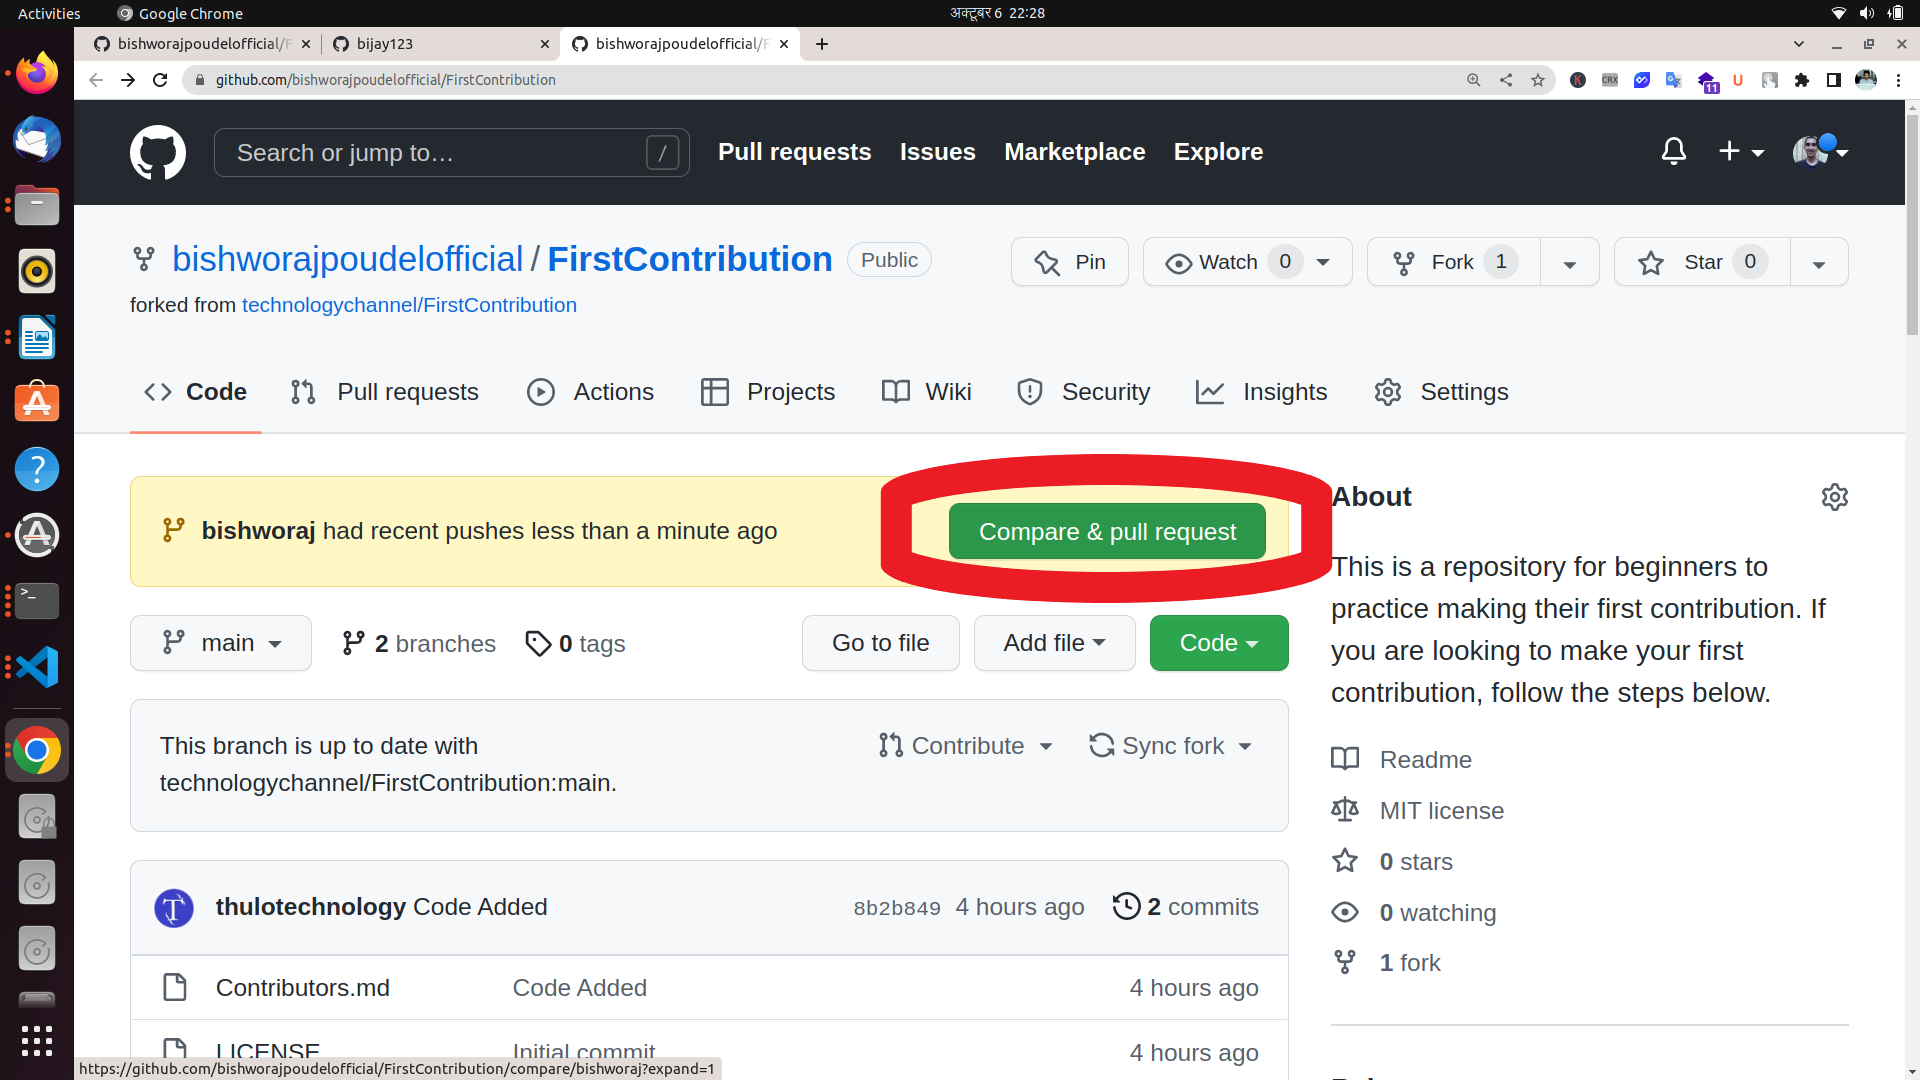 Activities
Google Chrome
अक्टूबर 6 22:28
bishworajpoudelofficial/F
bijay123
bishworajpoudelofficial/F
github.com/bishworajpoudelofficial/FirstContribution
CRX
11
Search or jump to…
/
Pull requests
Issues
Marketplace
Explore
bishworajpoudelofficial / FirstContribution
Public
Pin
Watch 0
Fork 1
Star 0
forked from technologychannel/FirstContribution
Code
Pull requests
Actions
Projects
Wiki
Security
Insights
Settings
bishworaj had recent pushes less than a minute ago
Compare & pull request
main
2 branches
0 tags
Go to file
Add file
Code
This branch is up to date with
technologychannel/FirstContribution:main.
Contribute
Sync fork
thulotechnology Code Added
8b2b849 4 hours ago
2 commits
Contributors.md
Code Added
4 hours ago
LICENSE
Initial commit
4 hours ago
About
This is a repository for beginners to
practice making their first contribution. If
you are looking to make your first
contribution, follow the steps below.
Readme
MIT license
0 stars
0 watching
1 fork
https://github.com/bishworajpoudelofficial/FirstContribution/compare/bishworaj?expand=1